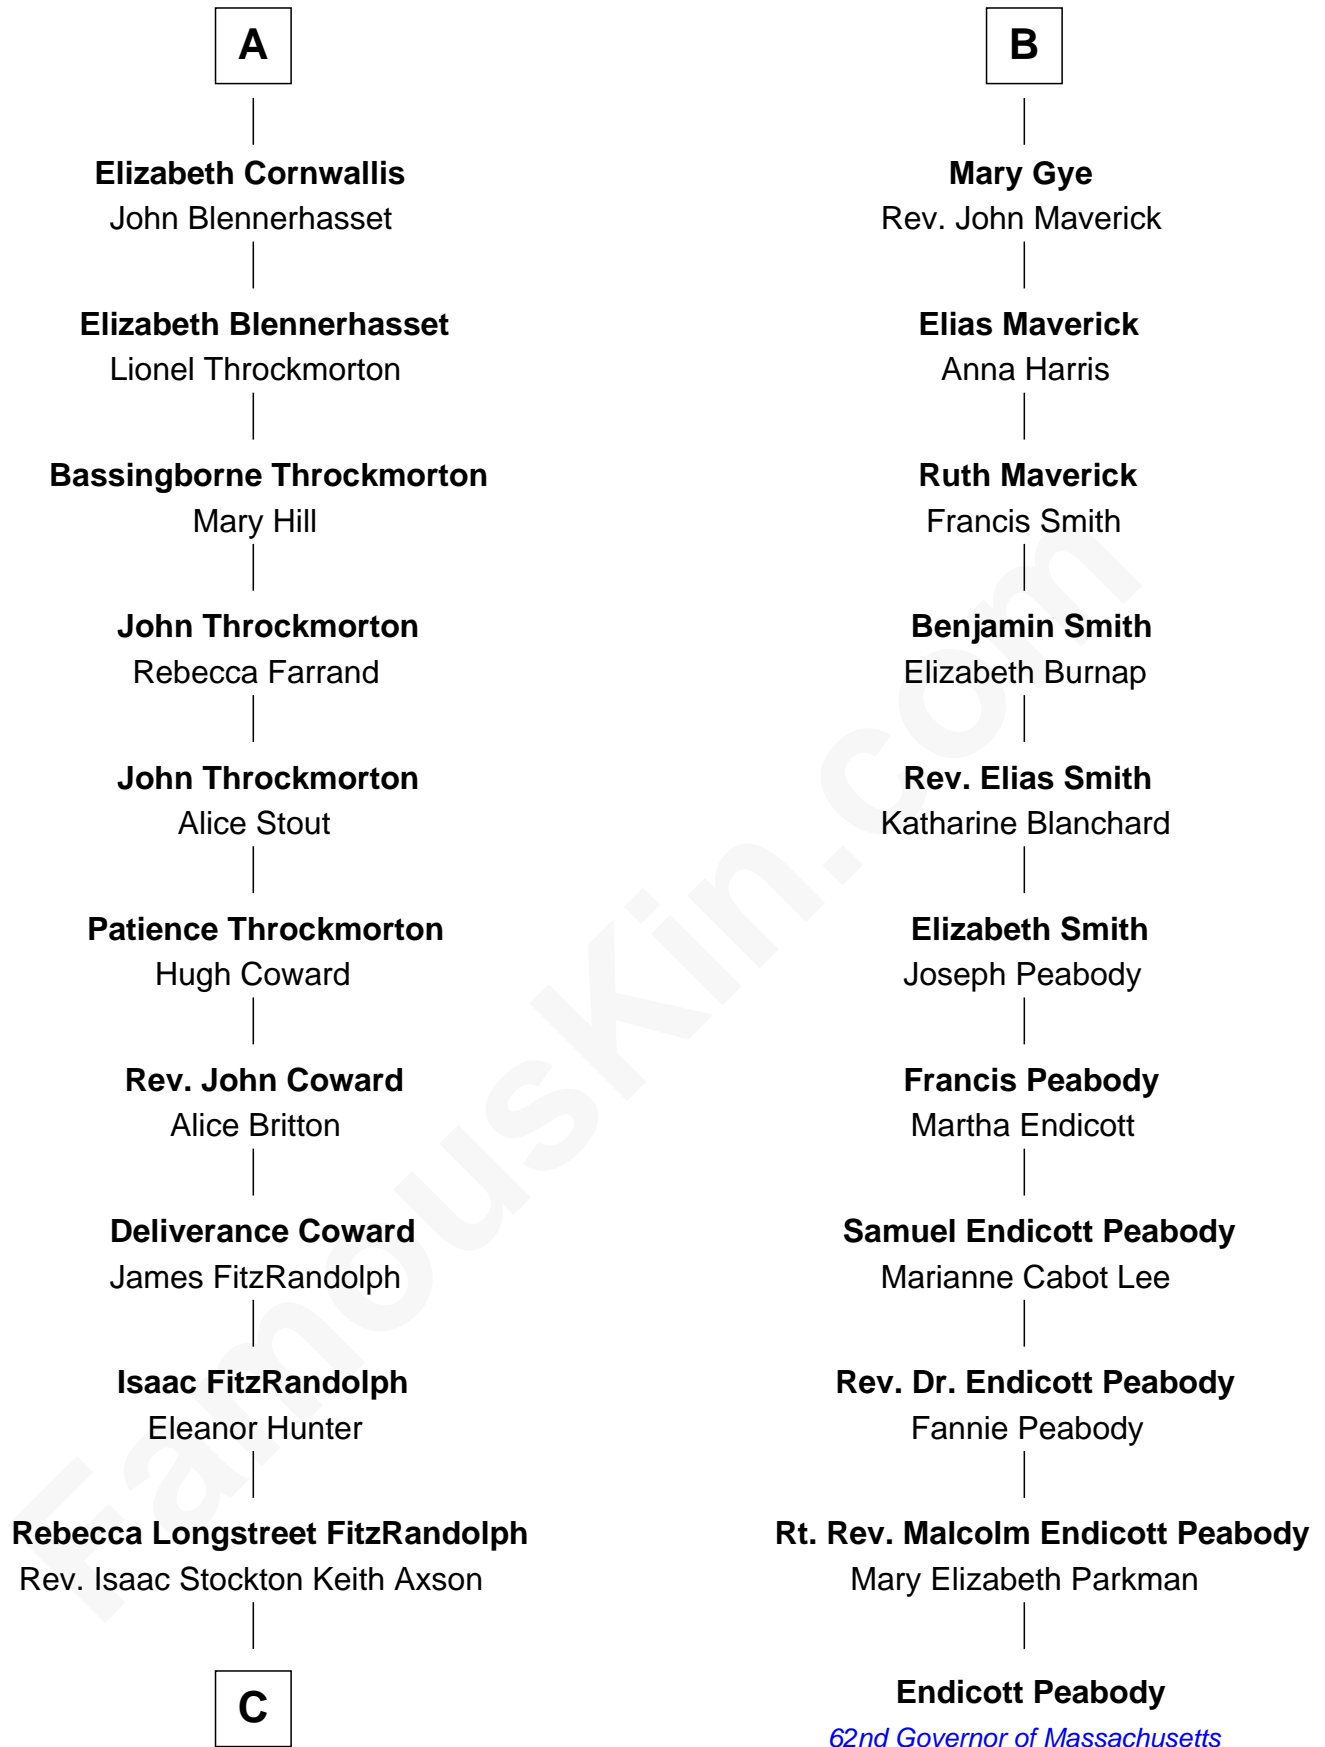 A
Elizabeth Cornwallis
John Blennerhasset
Elizabeth Blennerhasset
Lionel Throckmorton
Bassingborne Throckmorton
Mary Hill
John Throckmorton
Rebecca Farrand
John Throckmorton
Alice Stout
Patience Throckmorton
Hugh Coward
Rev. John Coward
Alice Britton
Deliverance Coward
James FitzRandolph
Isaac FitzRandolph
Eleanor Hunter
Rebecca Longstreet FitzRandolph
Rev. Isaac Stockton Keith Axson
C
B
Mary Gye
Rev. John Maverick
Elias Maverick
Anna Harris
Ruth Maverick
Francis Smith
Benjamin Smith
Elizabeth Burnap
Rev. Elias Smith
Katharine Blanchard
Elizabeth Smith
Joseph Peabody
Francis Peabody
Martha Endicott
Samuel Endicott Peabody
Marianne Cabot Lee
Rev. Dr. Endicott Peabody
Fannie Peabody
Rt. Rev. Malcolm Endicott Peabody
Mary Elizabeth Parkman
Endicott Peabody
62nd Governor of Massachusetts
FamousKin.com